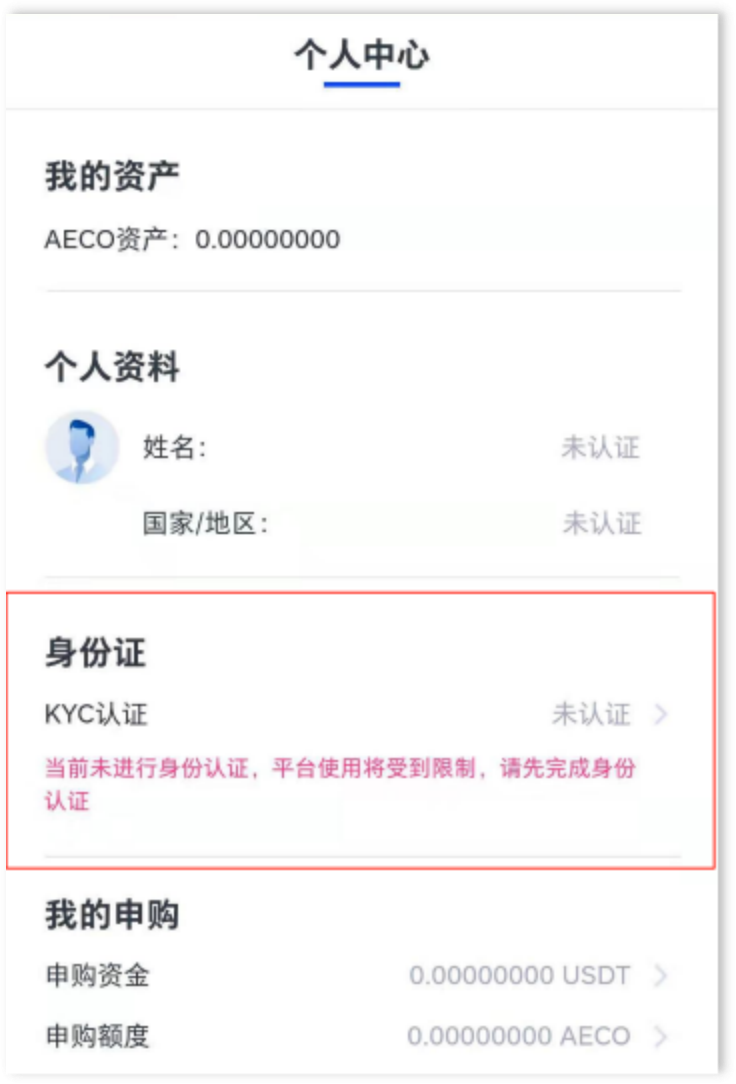 个人中心
我的资产
AECO资产：0.00000000
个人资料
姓名： 未认证
国家/地区： 未认证
身份证
KYC认证 未认证
当前未进行身份认证，平台使用将受到限制，请先完成身份
认证
我的申购
申购资金 0.00000000 USDT
申购额度 0.00000000 AECO